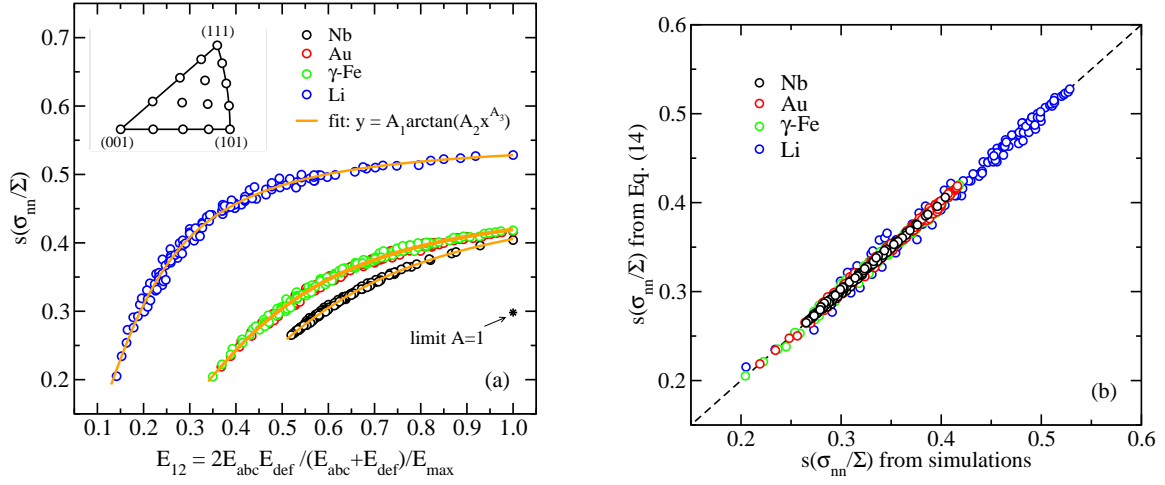 0.7
0.6
0.5
0.4
0.3
0.2
s(σnn/Σ)
(111)
(001)
(101)
Nb
Au
γ-Fe
Li
fit: y = A1arctan(A2x^A3)
limit A=1
(a)
0.1 0.2 0.3 0.4 0.5 0.6 0.7 0.8 0.9 1.0
E12 = 2EabcEdef /(Eabc+Edef)/Emax
0.6
0.5
0.4
0.3
0.2
s(σnn/Σ) from Eq. (14)
Nb
Au
γ-Fe
Li
(b)
0.2 0.3 0.4 0.5 0.6
s(σnn/Σ) from simulations